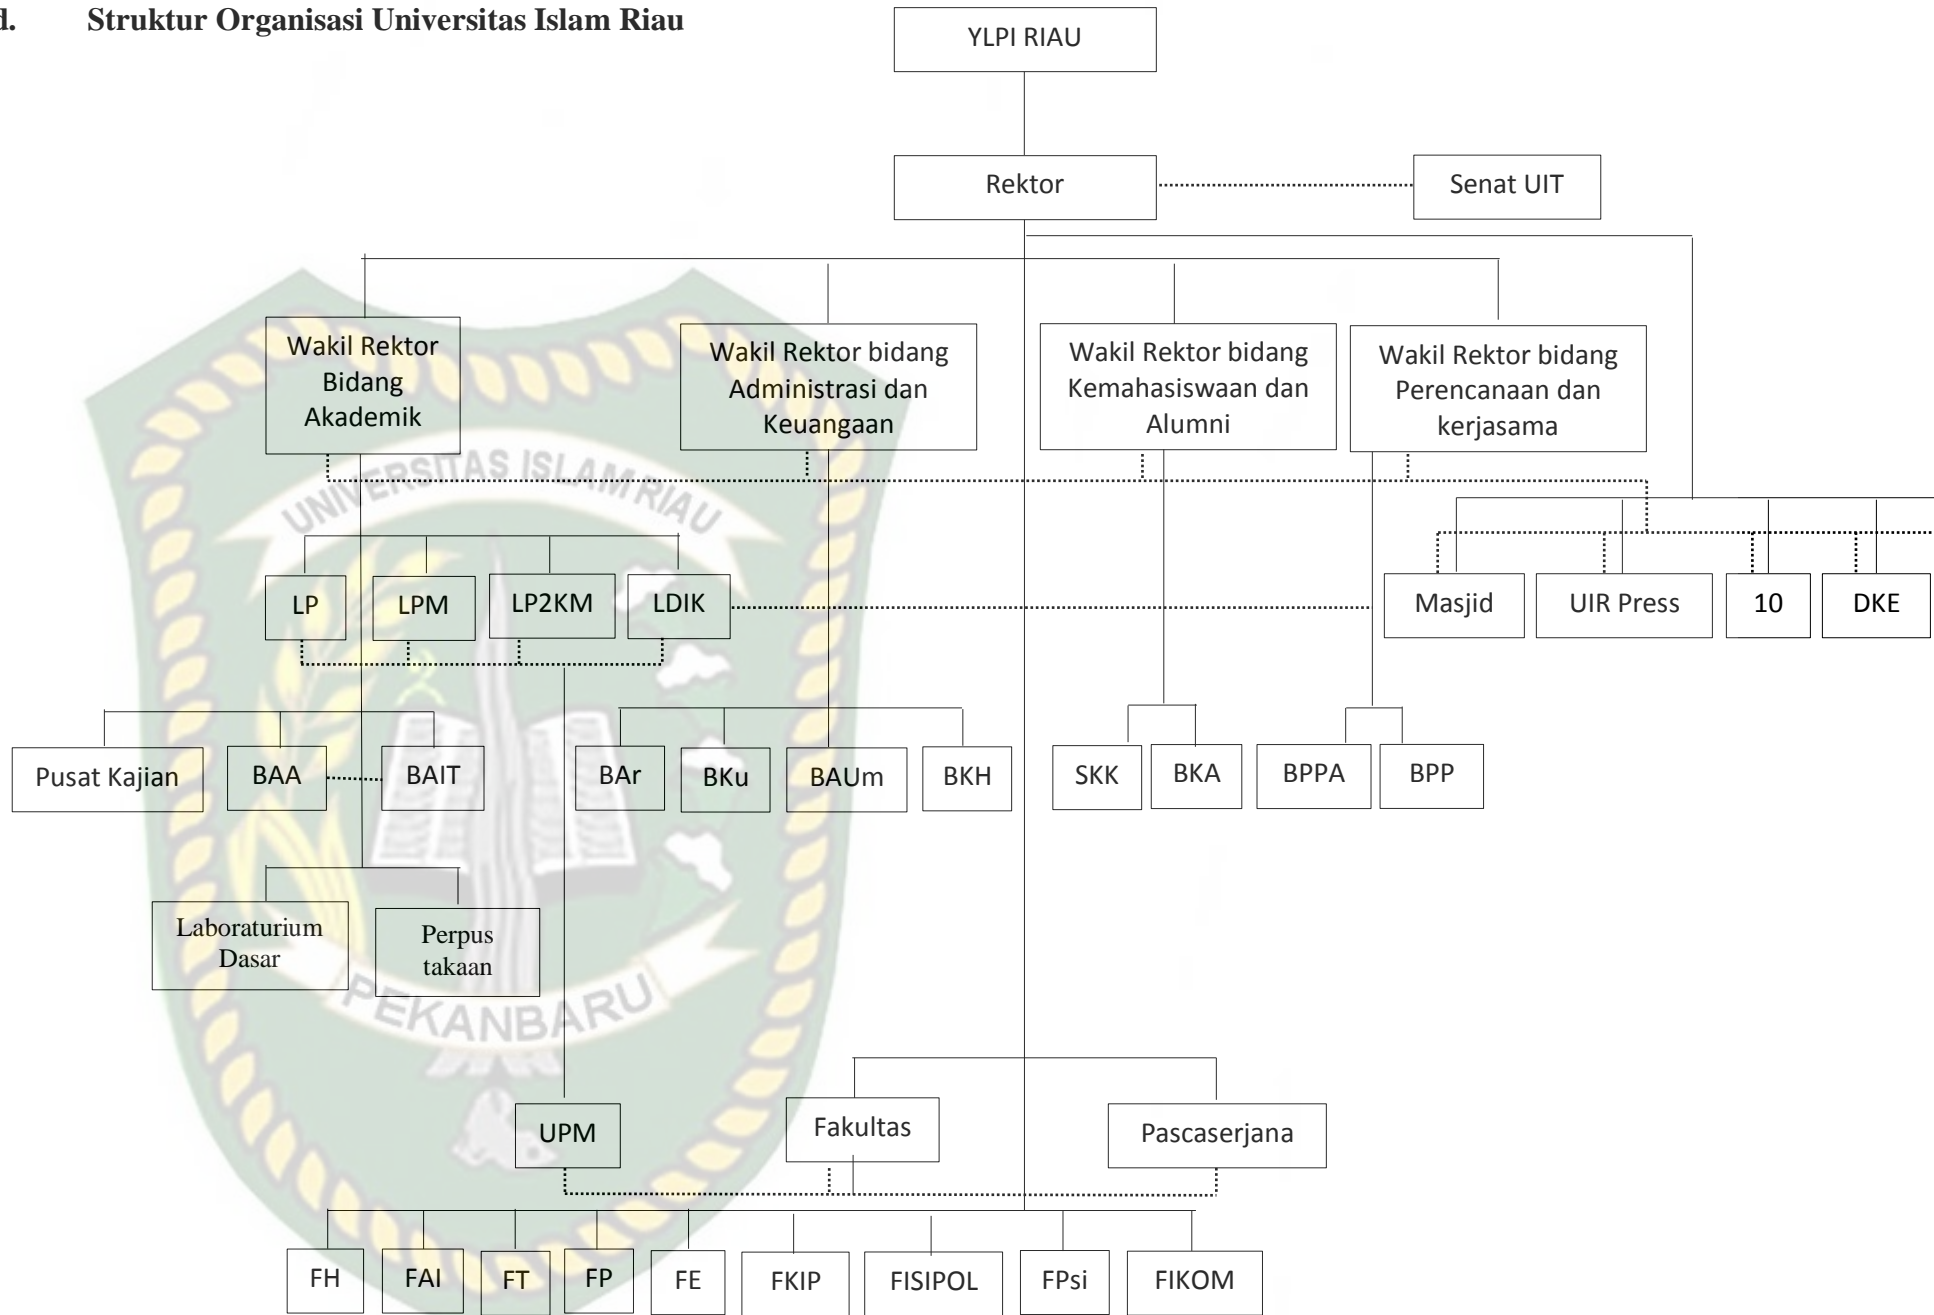 d. Struktur Organisasi Universitas Islam Riau
YLPI RIAU
Rektor
Senat UIT
Wakil Rektor
Bidang
Akademik
Wakil Rektor bidang
Administrasi dan
Keuangaan
Wakil Rektor bidang
Kemahasiswaan dan
Alumni
Wakil Rektor bidang
Perencanaan dan
kerjasama
UNIVERSITAS ISLAM RIAU
LP
LPM
LP2KM
LDIK
Masjid
UIR Press
10
DKE
Pusat Kajian
BAA
BAIT
BAr
BKu
BAUm
BKH
SKK
BKA
BPPA
BPP
Laboraturium
Dasar
Perpus
takaan
PEKANBARU
UPM
Fakultas
Pascaserjana
FH
FAI
FT
FP
FE
FKIP
FISIPOL
FPsi
FIKOM